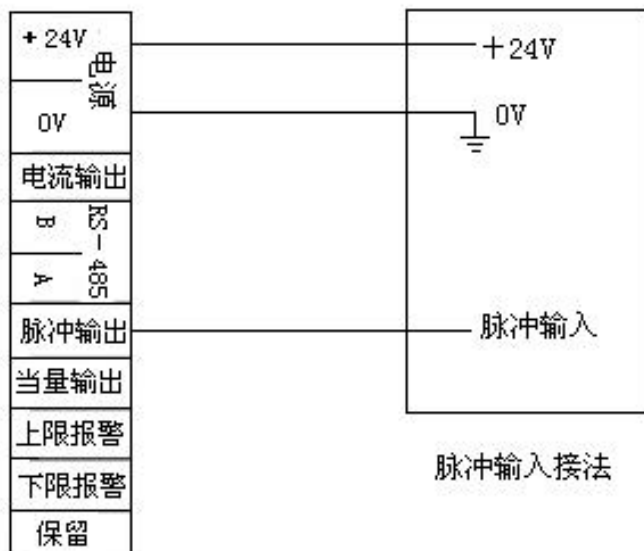 +24V
电源
0V
电流输出
B
RS-485
A
脉冲输出
当量输出
上限报警
下限报警
保留
+24V
0V
脉冲输入
脉冲输入接法